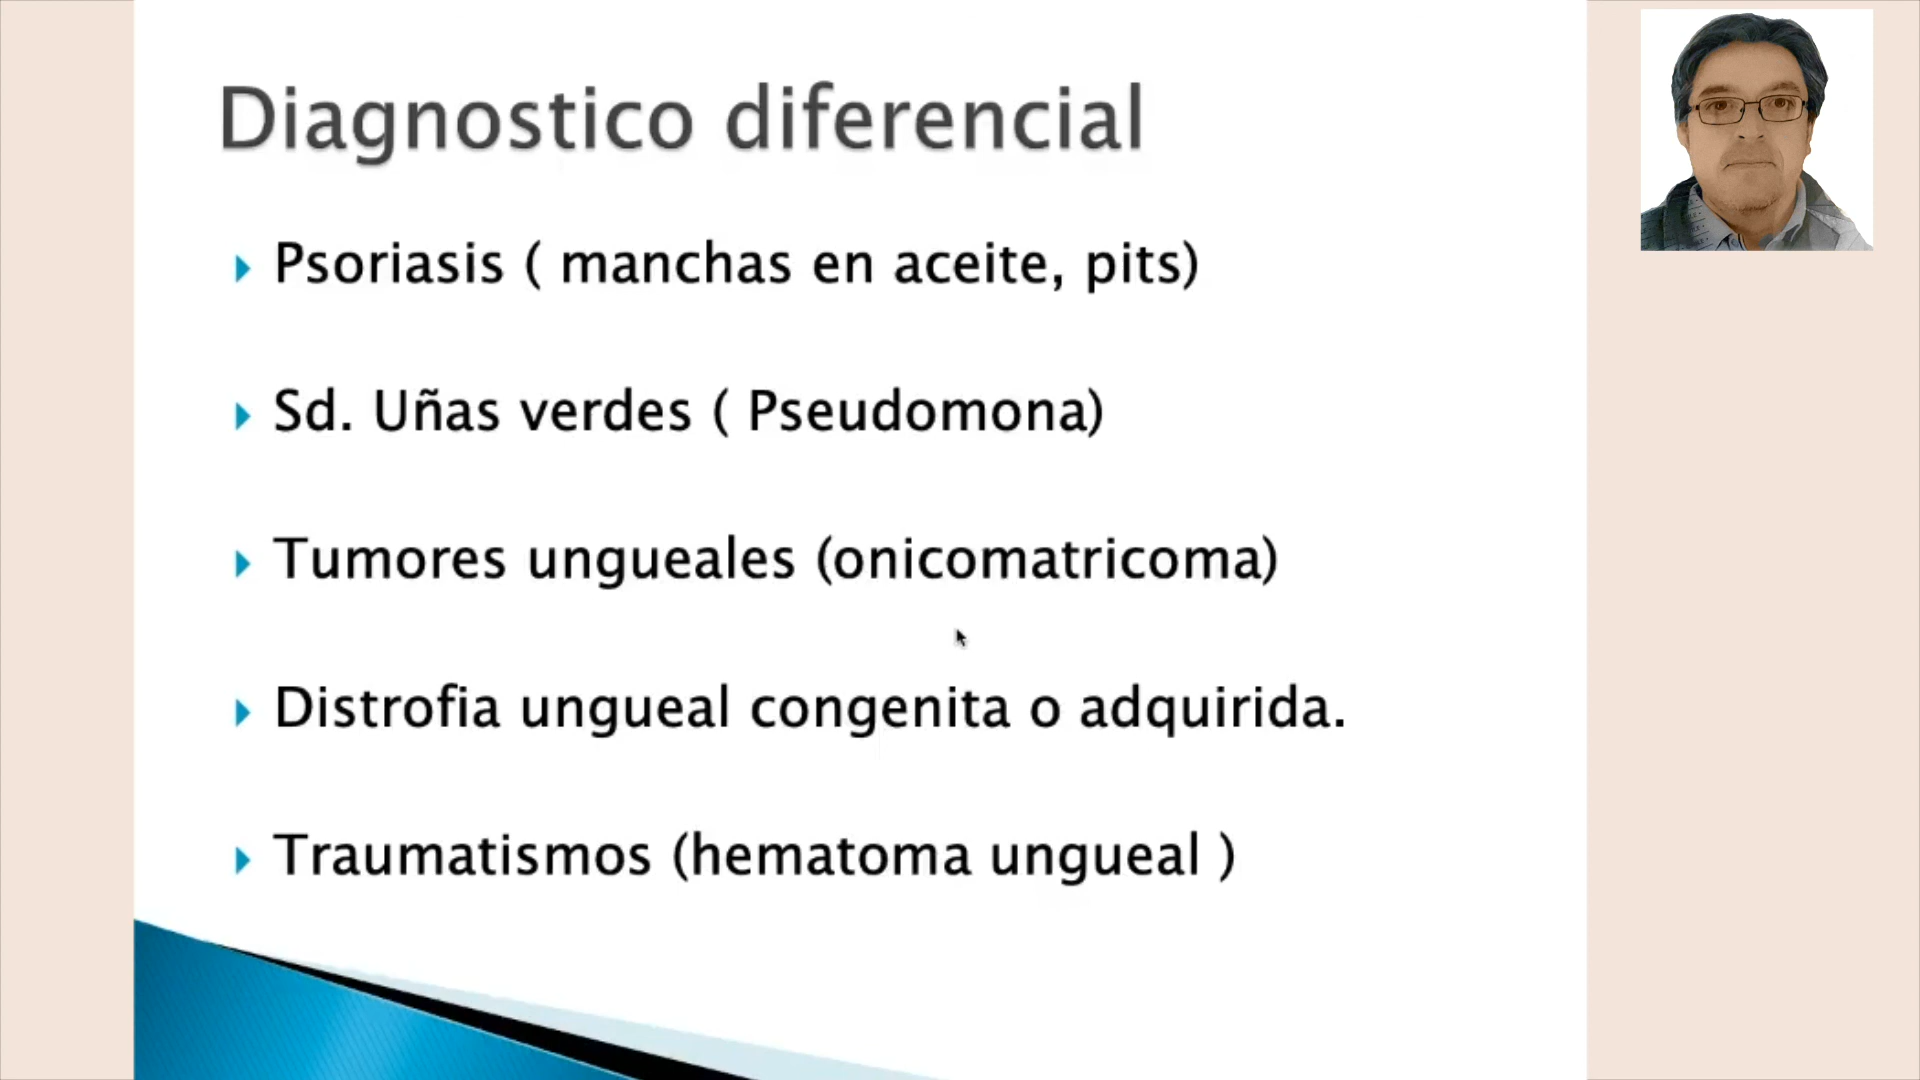 Diagnostico diferencial
Psoriasis ( manchas en aceite, pits)
Sd. Uñas verdes ( Pseudomona)
Tumores ungueales (onicomatricoma)
Distrofia ungueal congenita o adquirida.
Traumatismos (hematoma ungueal )